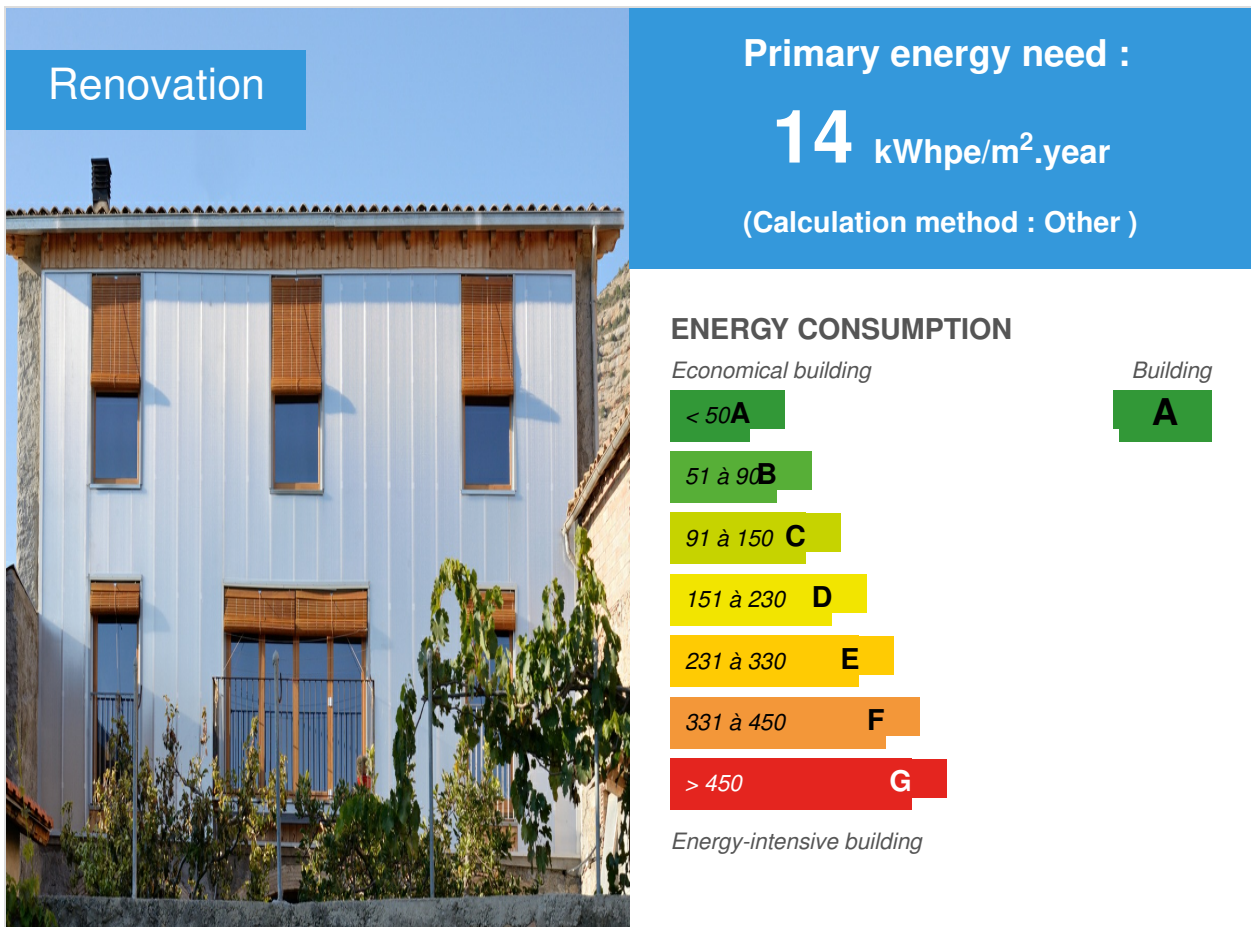 Renovation
Primary energy need :
14 kWhpe/m².year
(Calculation method : Other )
ENERGY CONSUMPTION
Economical building
Building
< 50 A
A
51 à 90 B
91 à 150 C
151 à 230 D
231 à 330 E
331 à 450 F
> 450 G
Energy-intensive building